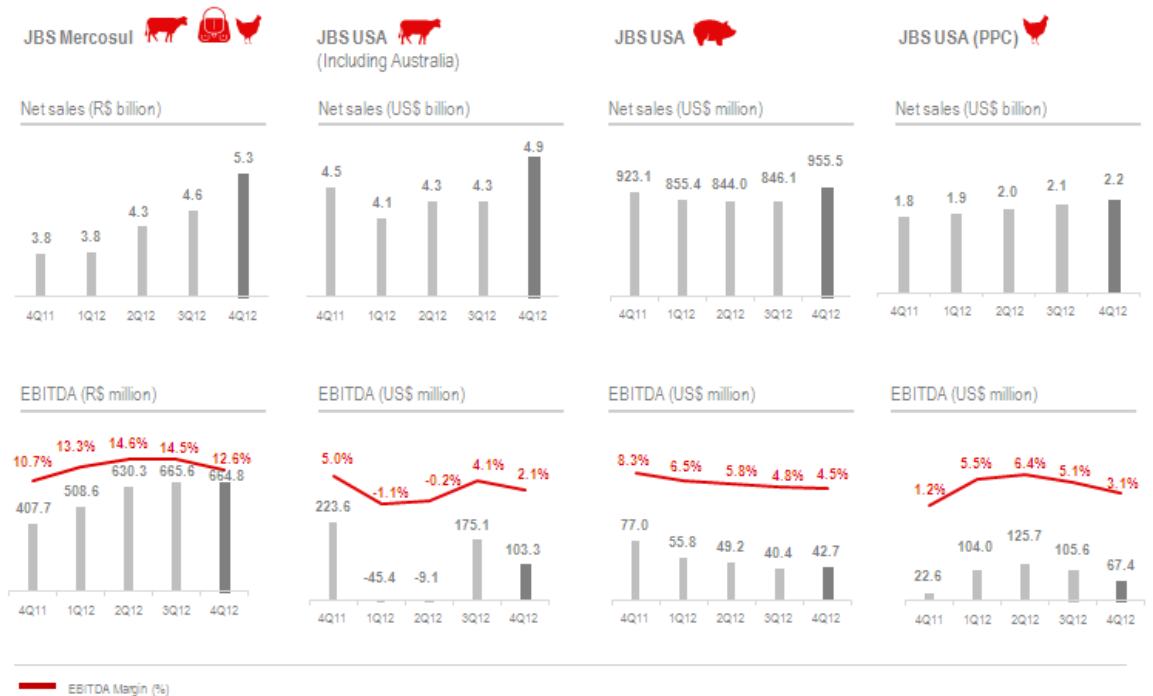 JBS Mercosul
JBS USA
(Including Australia)
JBS USA
JBS USA (PPC)
Net sales (R$ billion)
Net sales (US$ billion)
Net sales (US$ million)
Net sales (US$ billion)
3.8 3.8 4.3 4.6 5.3
4Q11 1Q12 2Q12 3Q12 4Q12
4.5 4.1 4.3 4.3 4.9
4Q11 1Q12 2Q12 3Q12 4Q12
923.1 855.4 844.0 846.1 955.5
4Q11 1Q12 2Q12 3Q12 4Q12
1.8 1.9 2.0 2.1 2.2
4Q11 1Q12 2Q12 3Q12 4Q12
EBITDA (R$ million)
EBITDA (US$ million)
EBITDA (US$ million)
EBITDA (US$ million)
10.7% 13.3% 14.6% 14.5% 12.6%
407.7 508.6 630.3 665.6 664.8
4Q11 1Q12 2Q12 3Q12 4Q12
5.0% -1.1% -0.2% 4.1% 2.1%
223.6 -45.4 -9.1 175.1 103.3
4Q11 1Q12 2Q12 3Q12 4Q12
8.3% 6.5% 5.8% 4.8% 4.5%
77.0 55.8 49.2 40.4 42.7
4Q11 1Q12 2Q12 3Q12 4Q12
1.2% 5.5% 6.4% 5.1% 3.1%
22.6 104.0 125.7 105.6 67.4
4Q11 1Q12 2Q12 3Q12 4Q12
EBITDA Margin (%)